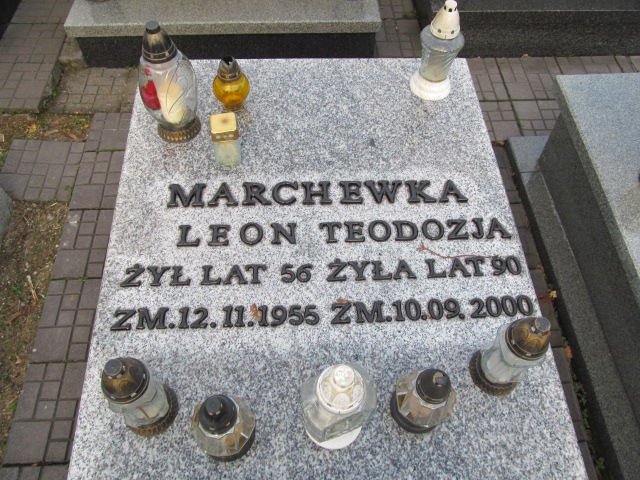 MARCHEWKA
LEON TEODOZJA
ŻYŁ LAT 56 ŻYŁA LAT 90
ZM.12.11.1955 ZM.10.09.2000